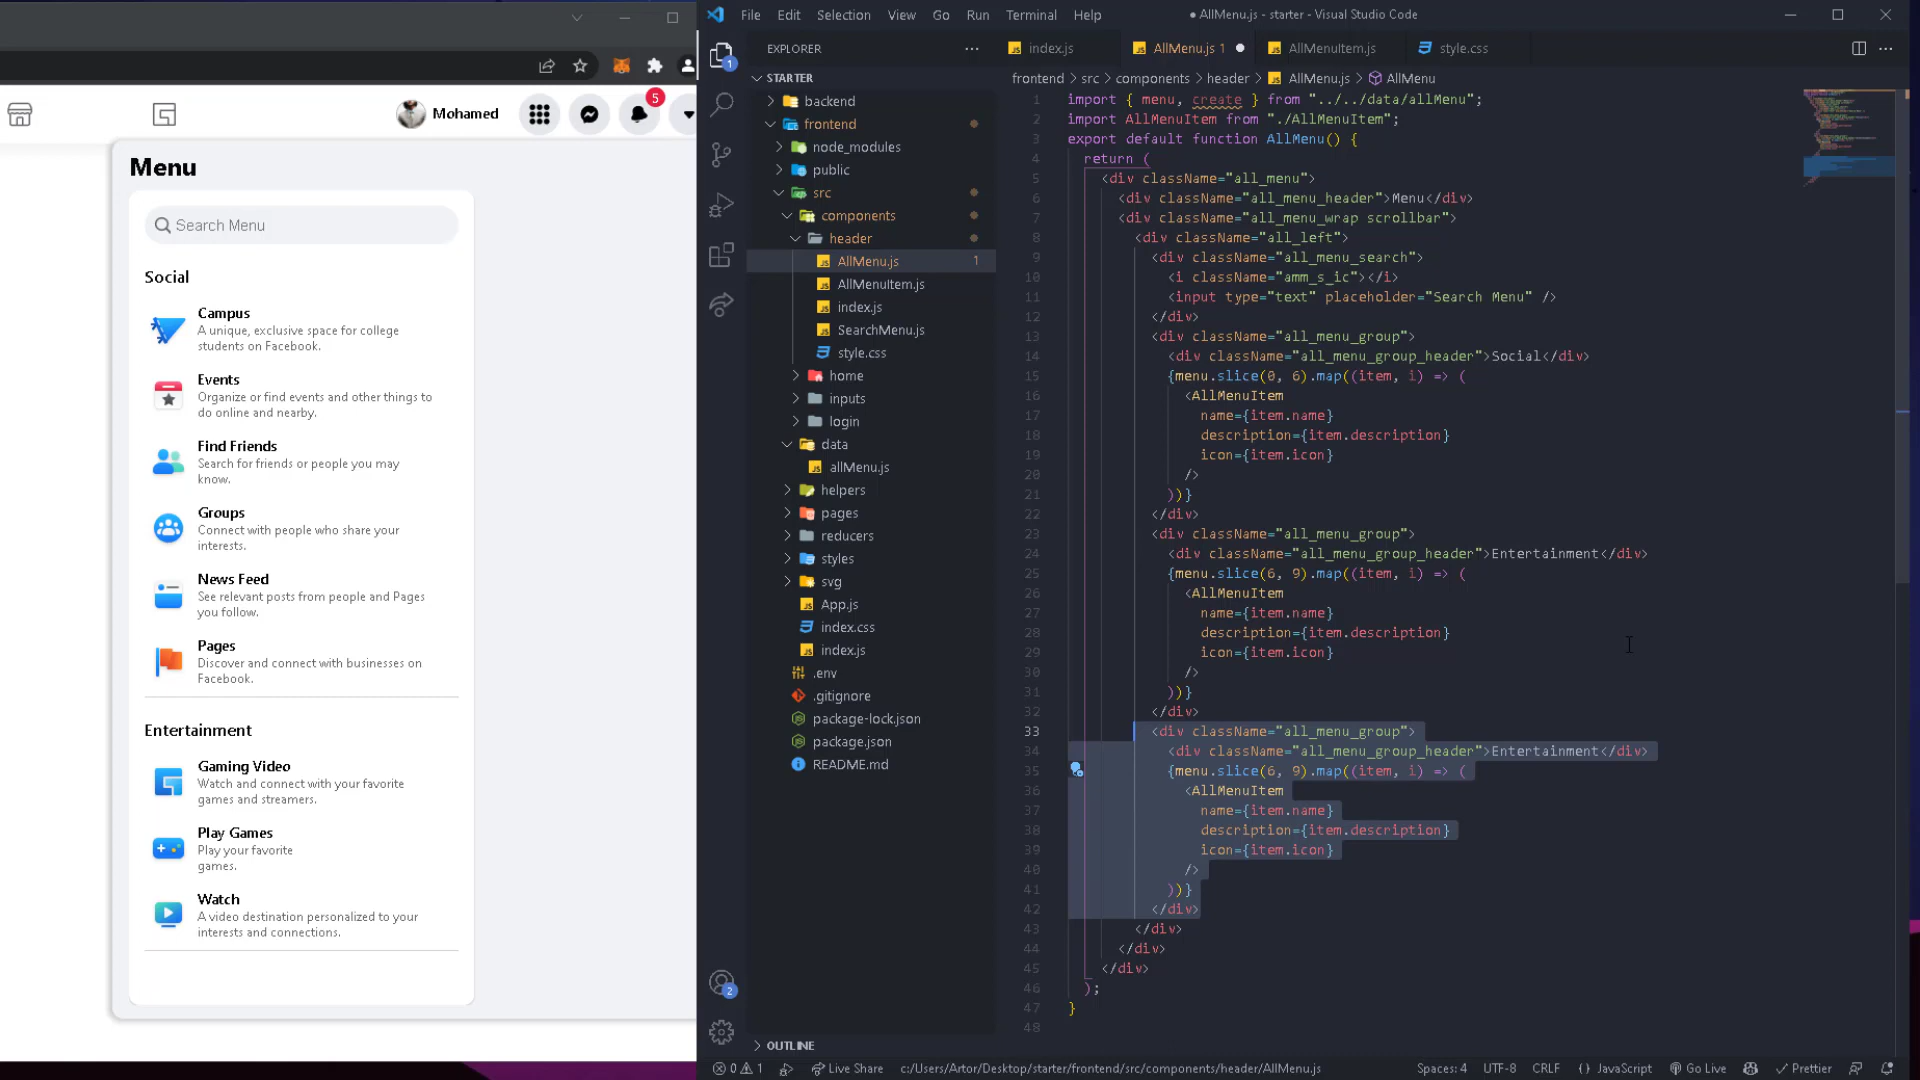 Mohamed
5
Menu
Search Menu
Social
Campus
A unique, exclusive space for college
students on Facebook.
Events
Organize or find events and other things to
do online and nearby.
Find Friends
Search for friends or people you may
know.
Groups
Connect with people who share your
interests.
News Feed
See relevant posts from people and Pages
you follow.
Pages
Discover and connect with businesses on
Facebook.
Entertainment
Gaming Video
Watch and connect with your favorite
games and streamers.
Play Games
Play your favorite
games.
Watch
A video destination personalized to your
interests and connections.
File Edit Selection View Go Run Terminal Help
● AllMenu.js - starter - Visual Studio Code
1
2
EXPLORER
STARTER
backend
frontend
node_modules
public
src
components
header
AllMenu.js 1
AllMenuItem.js
index.js
SearchMenu.js
style.css
home
inputs
login
data
allMenu.js
helpers
pages
reducers
styles
svg
App.js
index.css
index.js
.env
.gitignore
package-lock.json
package.json
README.md
OUTLINE
index.js AllMenu.js 1 AllMenuItem.js style.css
frontend > src > components > header > AllMenu.js > AllMenu
1 import { menu, create } from "../../data/allMenu";
2 import AllMenuItem from "./AllMenuItem";
3 export default function AllMenu() {
4 return (
5 <div className="all_menu">
6 <div className="all_menu_header">Menu</div>
7 <div className="all_menu_wrap scrollbar">
8 <div className="all_left">
9 <div className="all_menu_search">
10 <i className="amm_s_ic"></i>
11 <input type="text" placeholder="Search Menu" />
12 </div>
13 <div className="all_menu_group">
14 <div className="all_menu_group_header">Social</div>
15 {menu.slice(0, 6).map((item, i) => (
16 <AllMenuItem
17 name={item.name}
18 description={item.description}
19 icon={item.icon}
20 />
21 ))}
22 </div>
23 <div className="all_menu_group">
24 <div className="all_menu_group_header">Entertainment</div>
25 {menu.slice(6, 9).map((item, i) => (
26 <AllMenuItem
27 name={item.name}
28 description={item.description}
29 icon={item.icon}
30 />
31 ))}
32 </div>
33 <div className="all_menu_group">
34 <div className="all_menu_group_header">Entertainment</div>
35 {menu.slice(6, 9).map((item, i) => (
36 <AllMenuItem
37 name={item.name}
38 description={item.description}
39 icon={item.icon}
40 />
41 ))}
42 </div>
43 </div>
44 </div>
45 </div>
46 );
47 }
48
0 1 Live Share c:/Users/Artor/Desktop/starter/frontend/src/components/header/AllMenu.js Spaces: 4 UTF-8 CRLF {} JavaScript Go Live Prettier